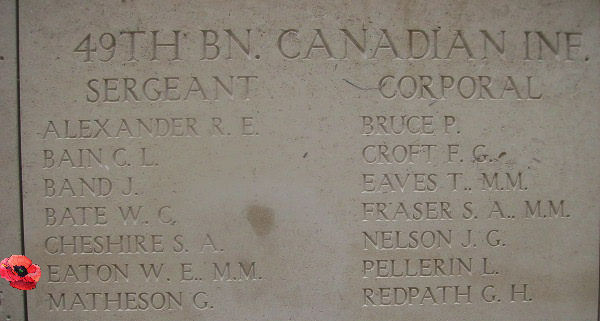 49TH BN. CANADIAN INF.
SERGEANT
ALEXANDER R. E.
BAIN C. L.
BAND J.
BATE W. C.
CHESHIRE S. A.
EATON W. E., M.M.
MATHESON G.
CORPORAL
BRUCE P.
CROFT F. G.
EAVES T., M.M.
FRASER S. A., M.M.
NELSON J. G.
PELLERIN L.
REDPATH G. H.